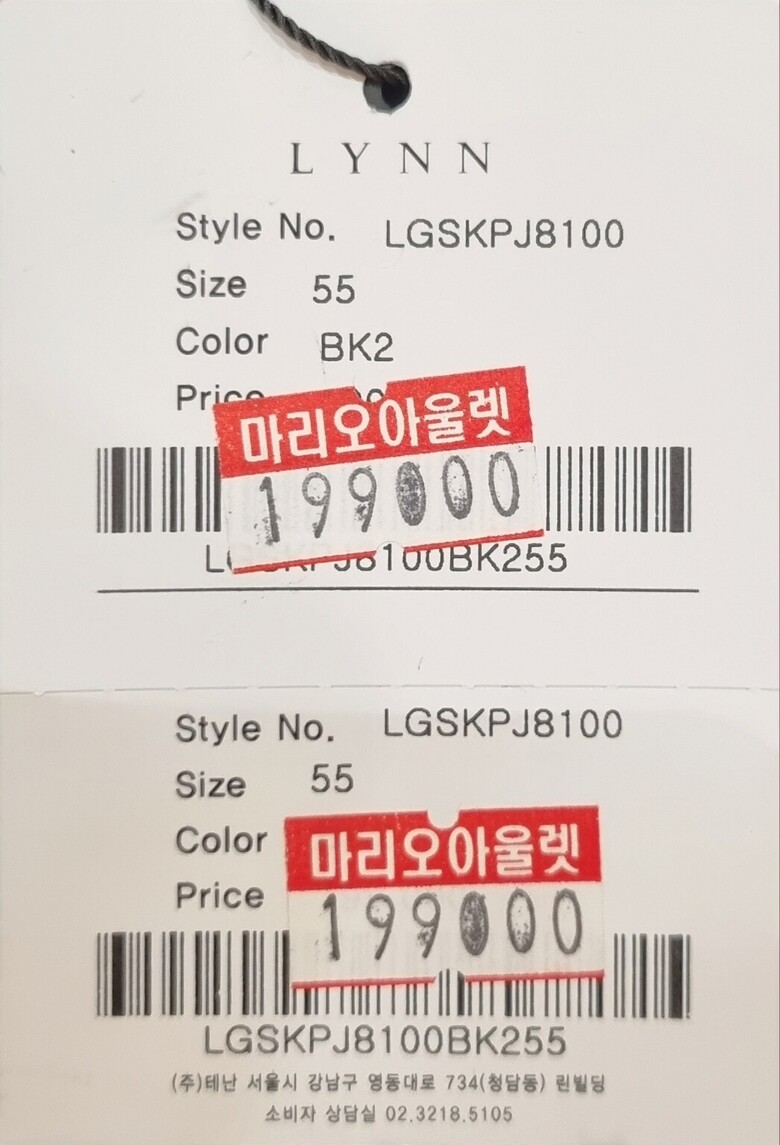 LYNN
Style No. LGSKPJ8100
Size 55
Color BK2
Price
마리오아울렛
199000
LGSKPJ8100BK255
Style No. LGSKPJ8100
Size 55
Color
마리오아울렛
Price
199000
LGSKPJ8100BK255
(주)테난 서울시 강남구 영동대로 734(청담동) 린빌딩
소비자 상담실 02.3218.5105